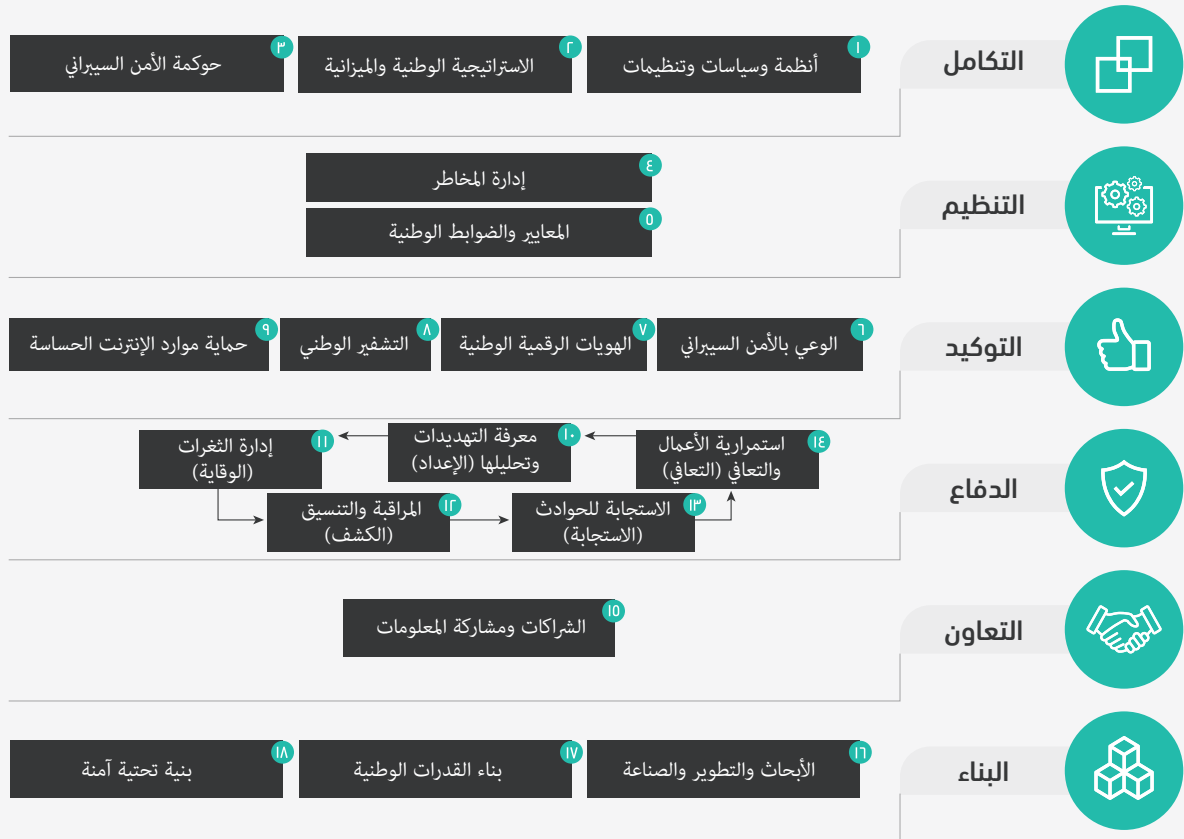 التكامل
١
أنظمة وسياسات وتنظيمات
٢
الاستراتيجية الوطنية والميزانية
٣
حوكمة الأمن السيبراني
التنظيم
٤
إدارة المخاطر
٥
المعايير والضوابط الوطنية
التوكيد
٦
الوعي بالأمن السيبراني
٧
الهويات الرقمية الوطنية
٨
التشفير الوطني
٩
حماية موارد الإنترنت الحساسة
الدفاع
١٤
استمرارية الأعمال
والتعافي (التعافي)
١٠
معرفة التهديدات
وتحليلها (الإعداد)
١١
إدارة الثغرات
(الوقاية)
١٣
الاستجابة للحوادث
(الاستجابة)
١٢
المراقبة والتنسيق
(الكشف)
التعاون
١٥
الشراكات ومشاركة المعلومات
البناء
١٦
الأبحاث والتطوير والصناعة
١٧
بناء القدرات الوطنية
١٨
بنية تحتية آمنة